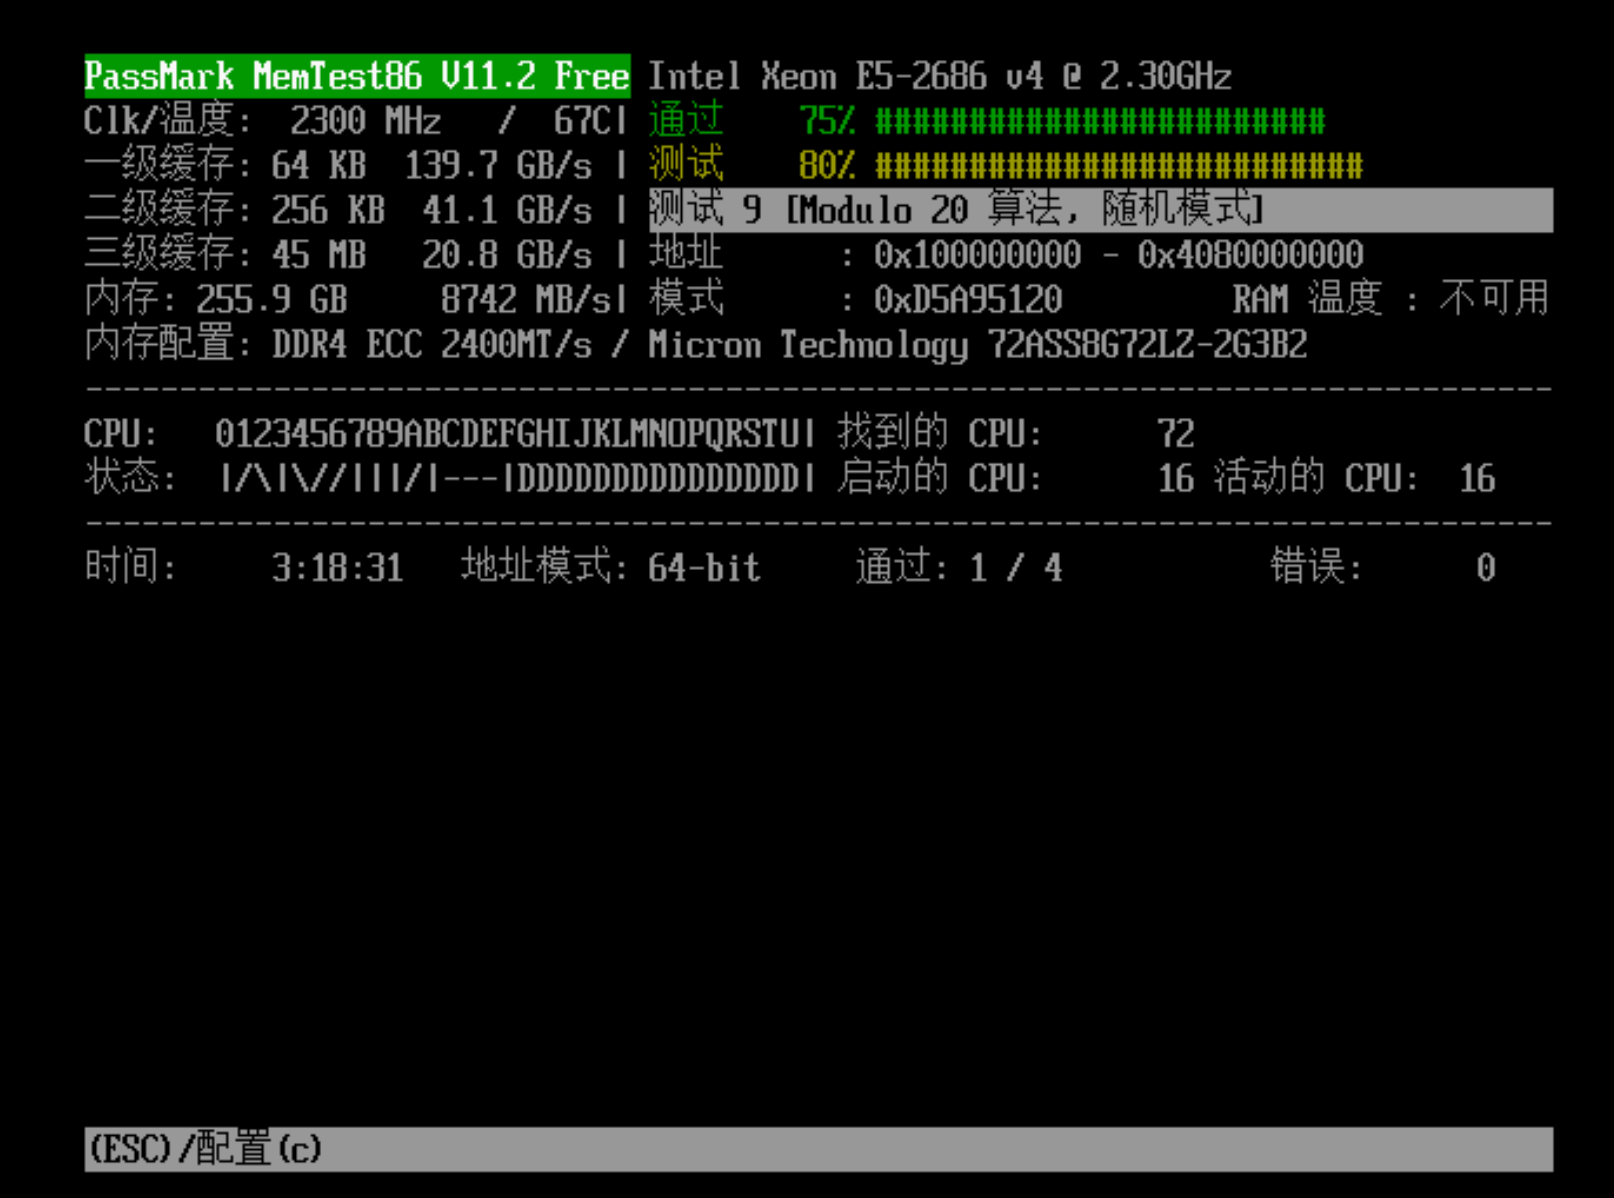 PassMark MemTest86 V11.2 Free Intel Xeon E5-2686 v4 @ 2.30GHz
Clk/温度: 2300 MHz / 67C| 通过 75% ########################
一级缓存: 64 KB 139.7 GB/s | 测试 80% ##########################
二级缓存: 256 KB 41.1 GB/s | 测试 9 [Modulo 20 算法, 随机模式]
三级缓存: 45 MB 20.8 GB/s | 地址 : 0x100000000 - 0x4080000000
内存: 255.9 GB 8742 MB/s| 模式 : 0xD5A95120 RAM 温度 : 不可用
内存配置: DDR4 ECC 2400MT/s / Micron Technology 72ASS8G72LZ-2G3B2
------------------------------------------------------------------------------
CPU: 0123456789ABCDEFGHIJKLMNOPQRSTU| 找到的 CPU: 72
状态: |/\|\//|||/|---|DDDDDDDDDDDDDDD| 启动的 CPU: 16 活动的 CPU: 16
------------------------------------------------------------------------------
时间: 3:18:31 地址模式: 64-bit 通过: 1 / 4 错误: 0
(ESC)/配置(c)